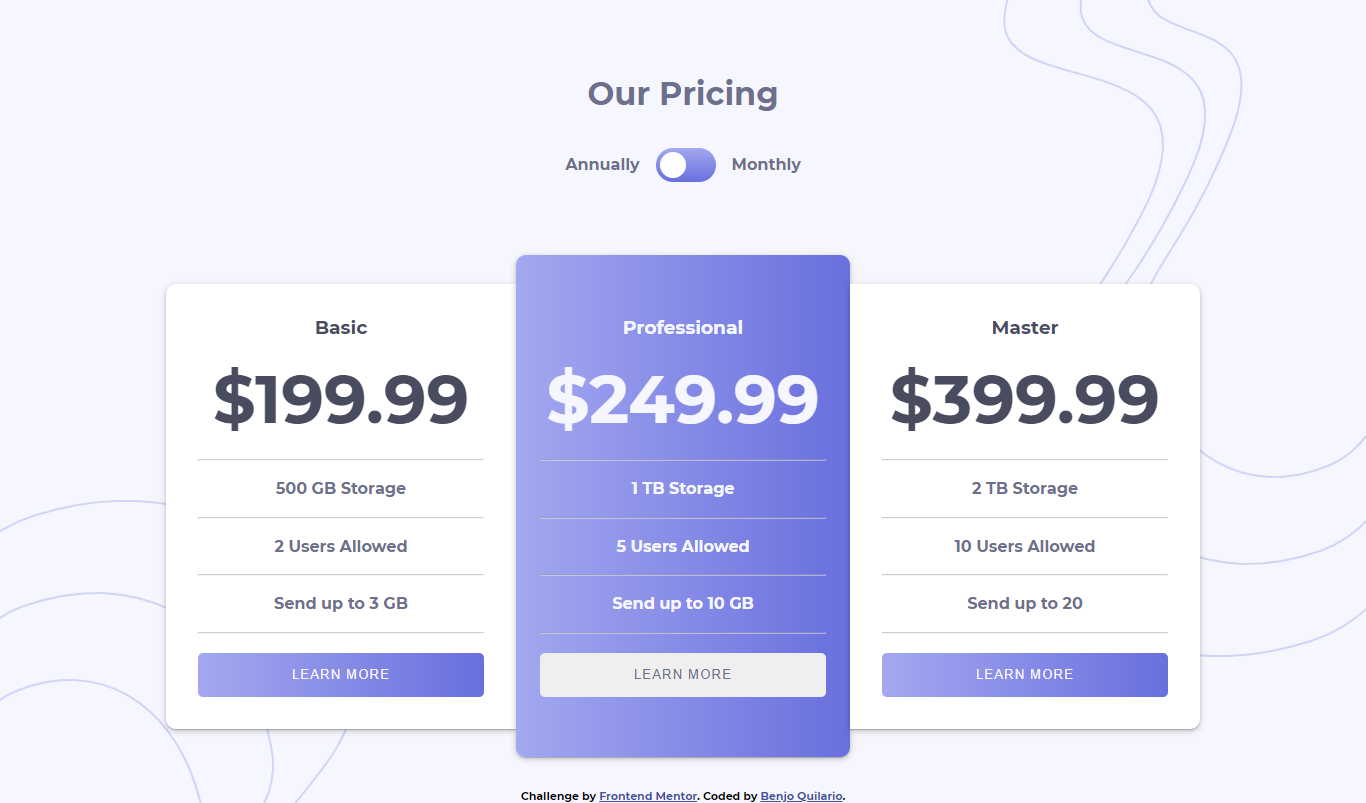 Our Pricing
Annually Monthly
Basic
$199.99
500 GB Storage
2 Users Allowed
Send up to 3 GB
LEARN MORE
Professional
$249.99
1 TB Storage
5 Users Allowed
Send up to 10 GB
LEARN MORE
Master
$399.99
2 TB Storage
10 Users Allowed
Send up to 20
LEARN MORE
Challenge by Frontend Mentor. Coded by Benjo Quilario.